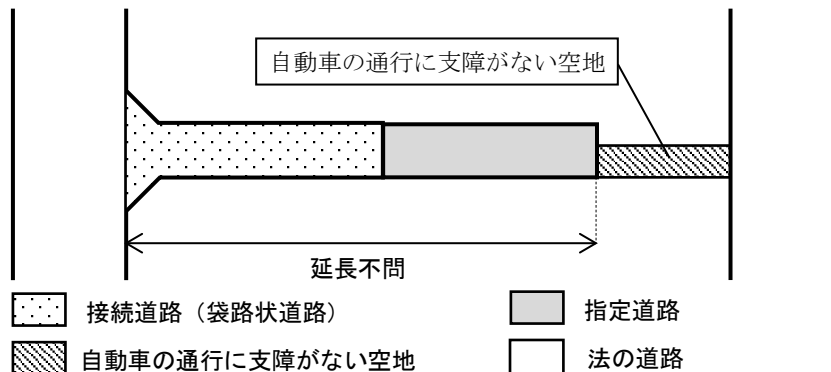 自動車の通行に支障がない空地
延長不問
接続道路（袋路状道路）
指定道路
自動車の通行に支障がない空地
法の道路